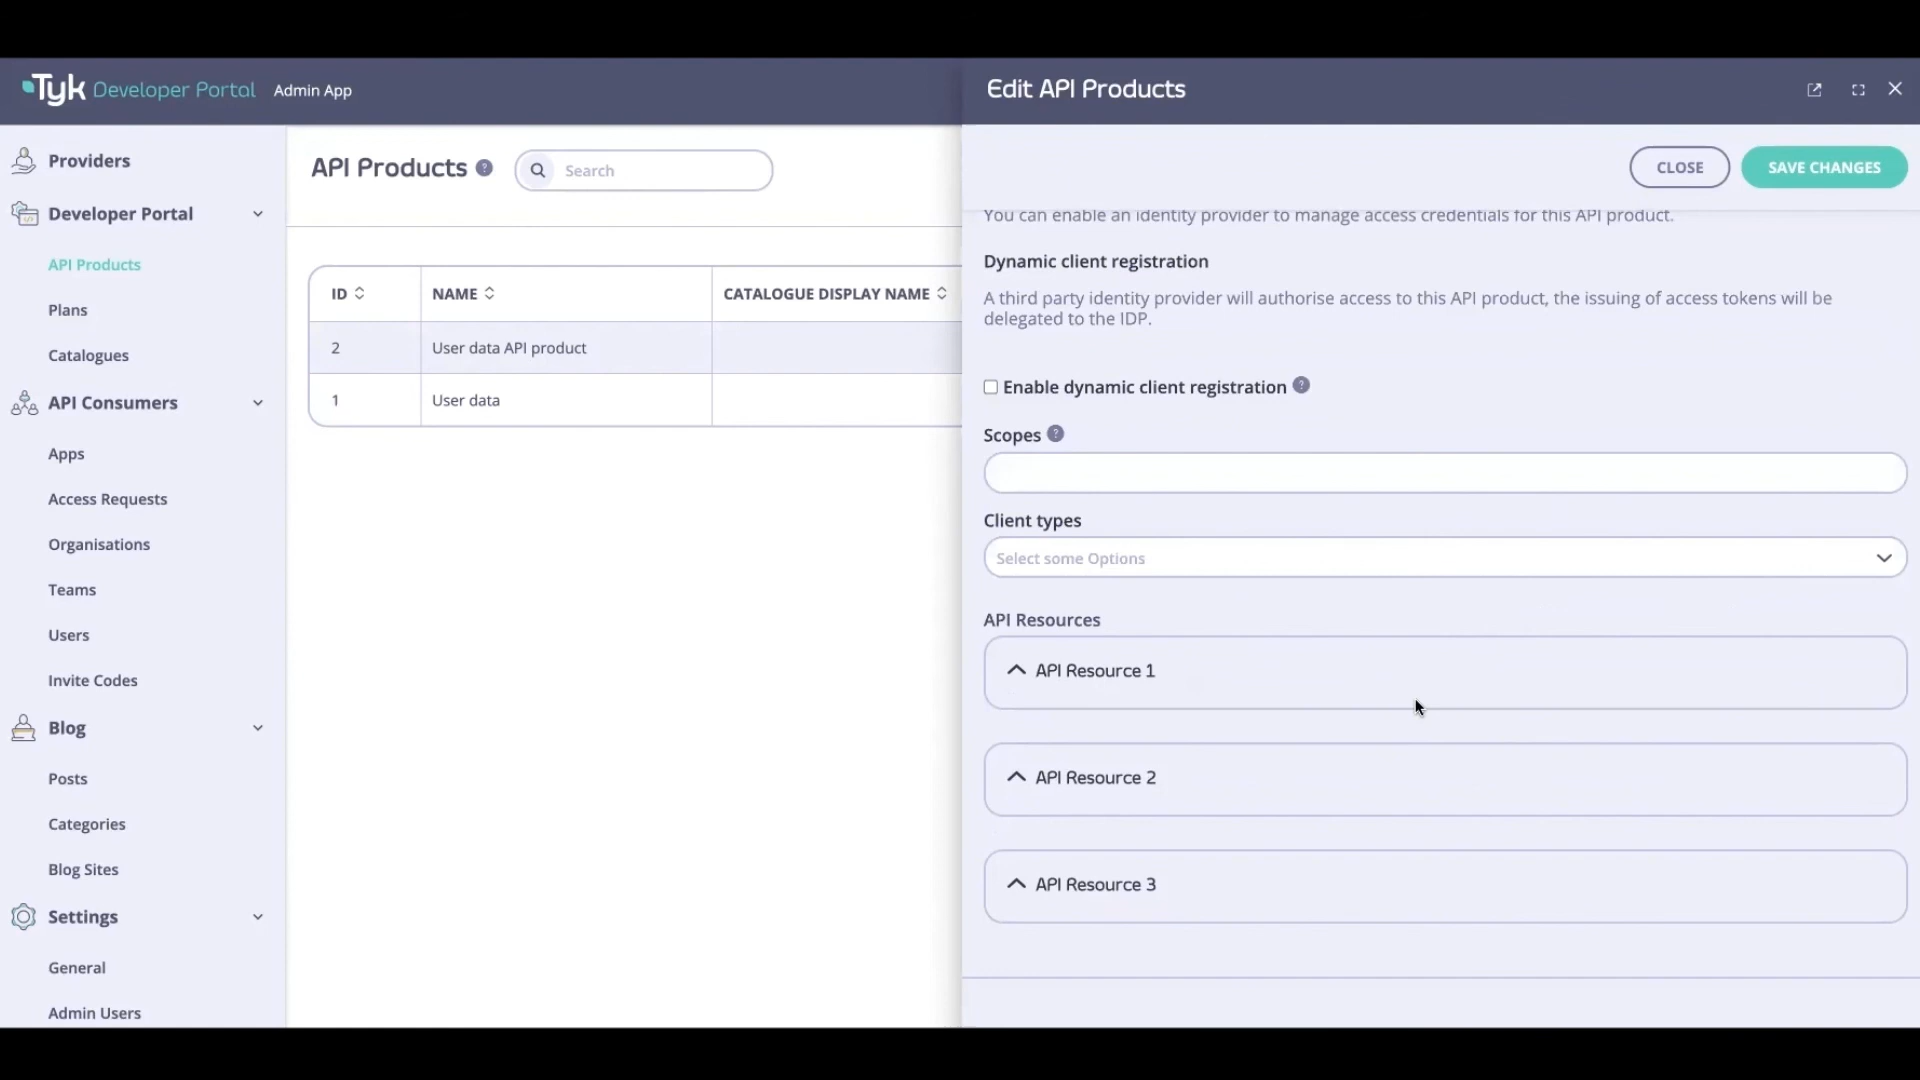 Tyk Developer Portal Admin App
Providers
Developer Portal
API Products
Plans
Catalogues
API Consumers
Apps
Access Requests
Organisations
Teams
Users
Invite Codes
Blog
Posts
Categories
Blog Sites
Settings
General
Admin Users
API Products ?
Search
ID NAME CATALOGUE DISPLAY NAME
2 User data API product
1 User data
Edit API Products
CLOSE SAVE CHANGES
You can enable an identity provider to manage access credentials for this API product.
Dynamic client registration
A third party identity provider will authorise access to this API product, the issuing of access tokens will be
delegated to the IDP.
Enable dynamic client registration ?
Scopes ?
Client types
Select some Options
API Resources
API Resource 1
API Resource 2
API Resource 3